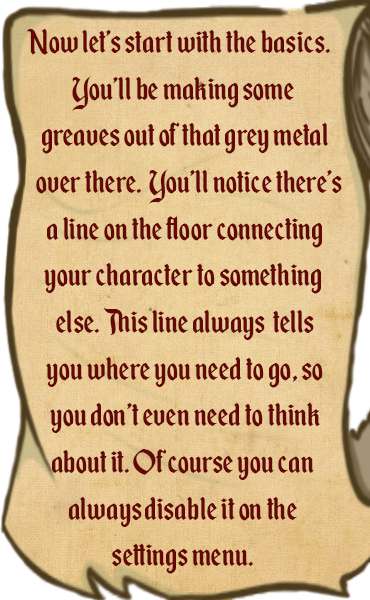 Now let's start with the basics.
You'll be making some
greaves out of that grey metal
over there. You'll notice there's
a line on the floor connecting
your character to something
else. This line always tells
you where you need to go, so
you don't even need to think
about it. Of course you can
always disable it on the
settings menu.